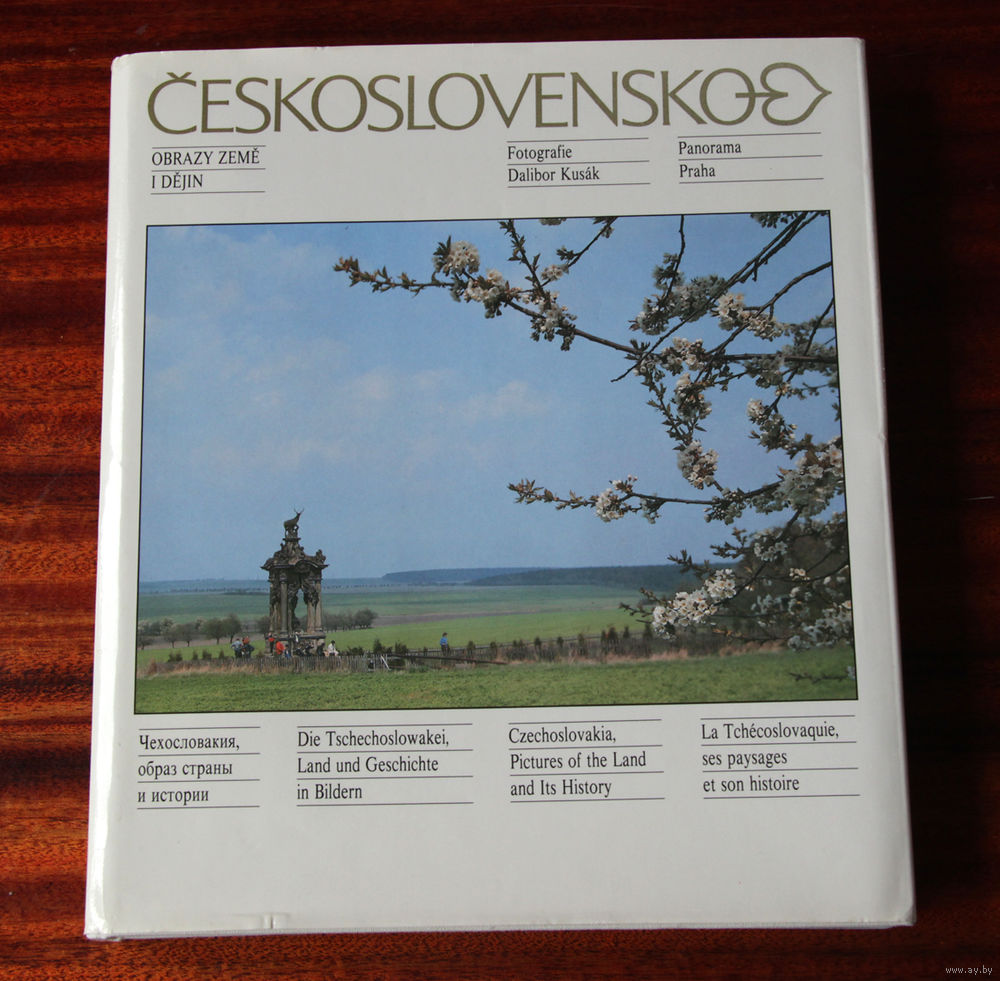 ČESKOSLOVENSKO
OBRAZY ZEMĚ
I DĚJIN
Fotografie
Dalibor Kusák
Panorama
Praha
Чехословакия,
образ страны
и истории
Die Tschechoslowakei,
Land und Geschichte
in Bildern
Czechoslovakia,
Pictures of the Land
and Its History
La Tchécoslovaquie,
ses paysages
et son histoire
www.ay.by